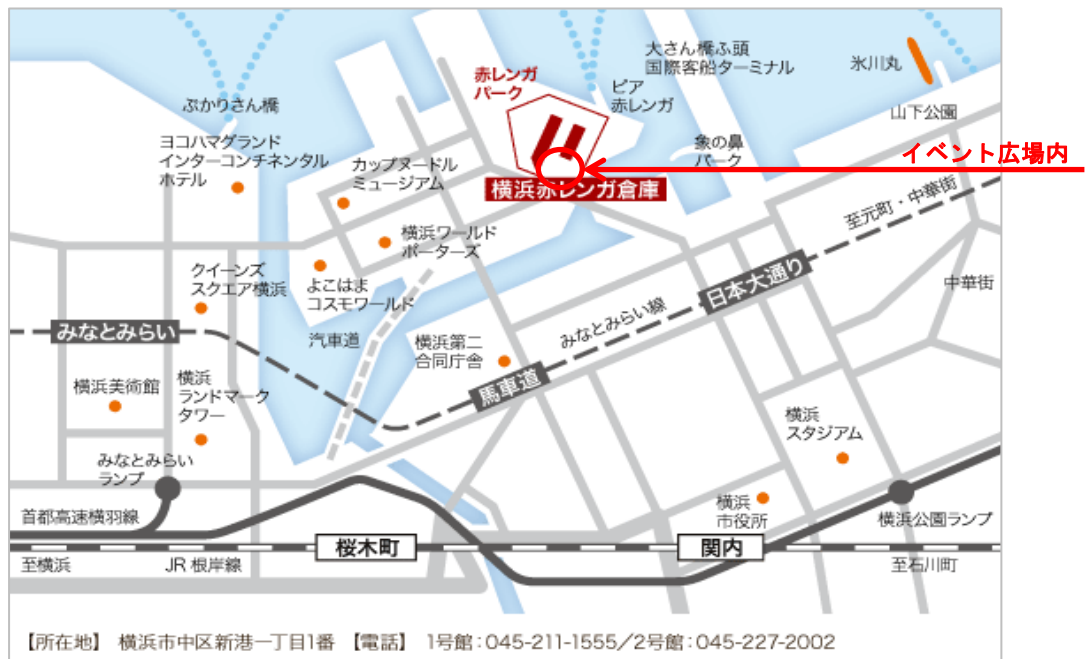 大さん橋ふ頭
国際客船ターミナル
氷川丸
赤レンガ
パーク
ピア
赤レンガ
ぷかりさん橋
山下公園
ヨコハマグランド
インターコンチネンタル
ホテル
象の鼻
パーク
イベント広場内
カップヌードル
ミュージアム
横浜赤レンガ倉庫
至元町・中華街
横浜ワールド
ポーターズ
クイーンズ
スクエア横浜
よこはま
コスモワールド
日本大通り
中華街
みなとみらい
汽車道
横浜第二
合同庁舎
みなとみらい線
横浜美術館
横浜
ランドマーク
タワー
馬車道
横浜
スタジアム
みなとみらい
ランプ
首都高速横羽線
横浜
市役所
横浜公園ランプ
桜木町
関内
至横浜
JR 根岸線
至石川町
【所在地】 横浜市中区新港一丁目1番 【電話】 1号館:045-211-1555/2号館:045-227-2002